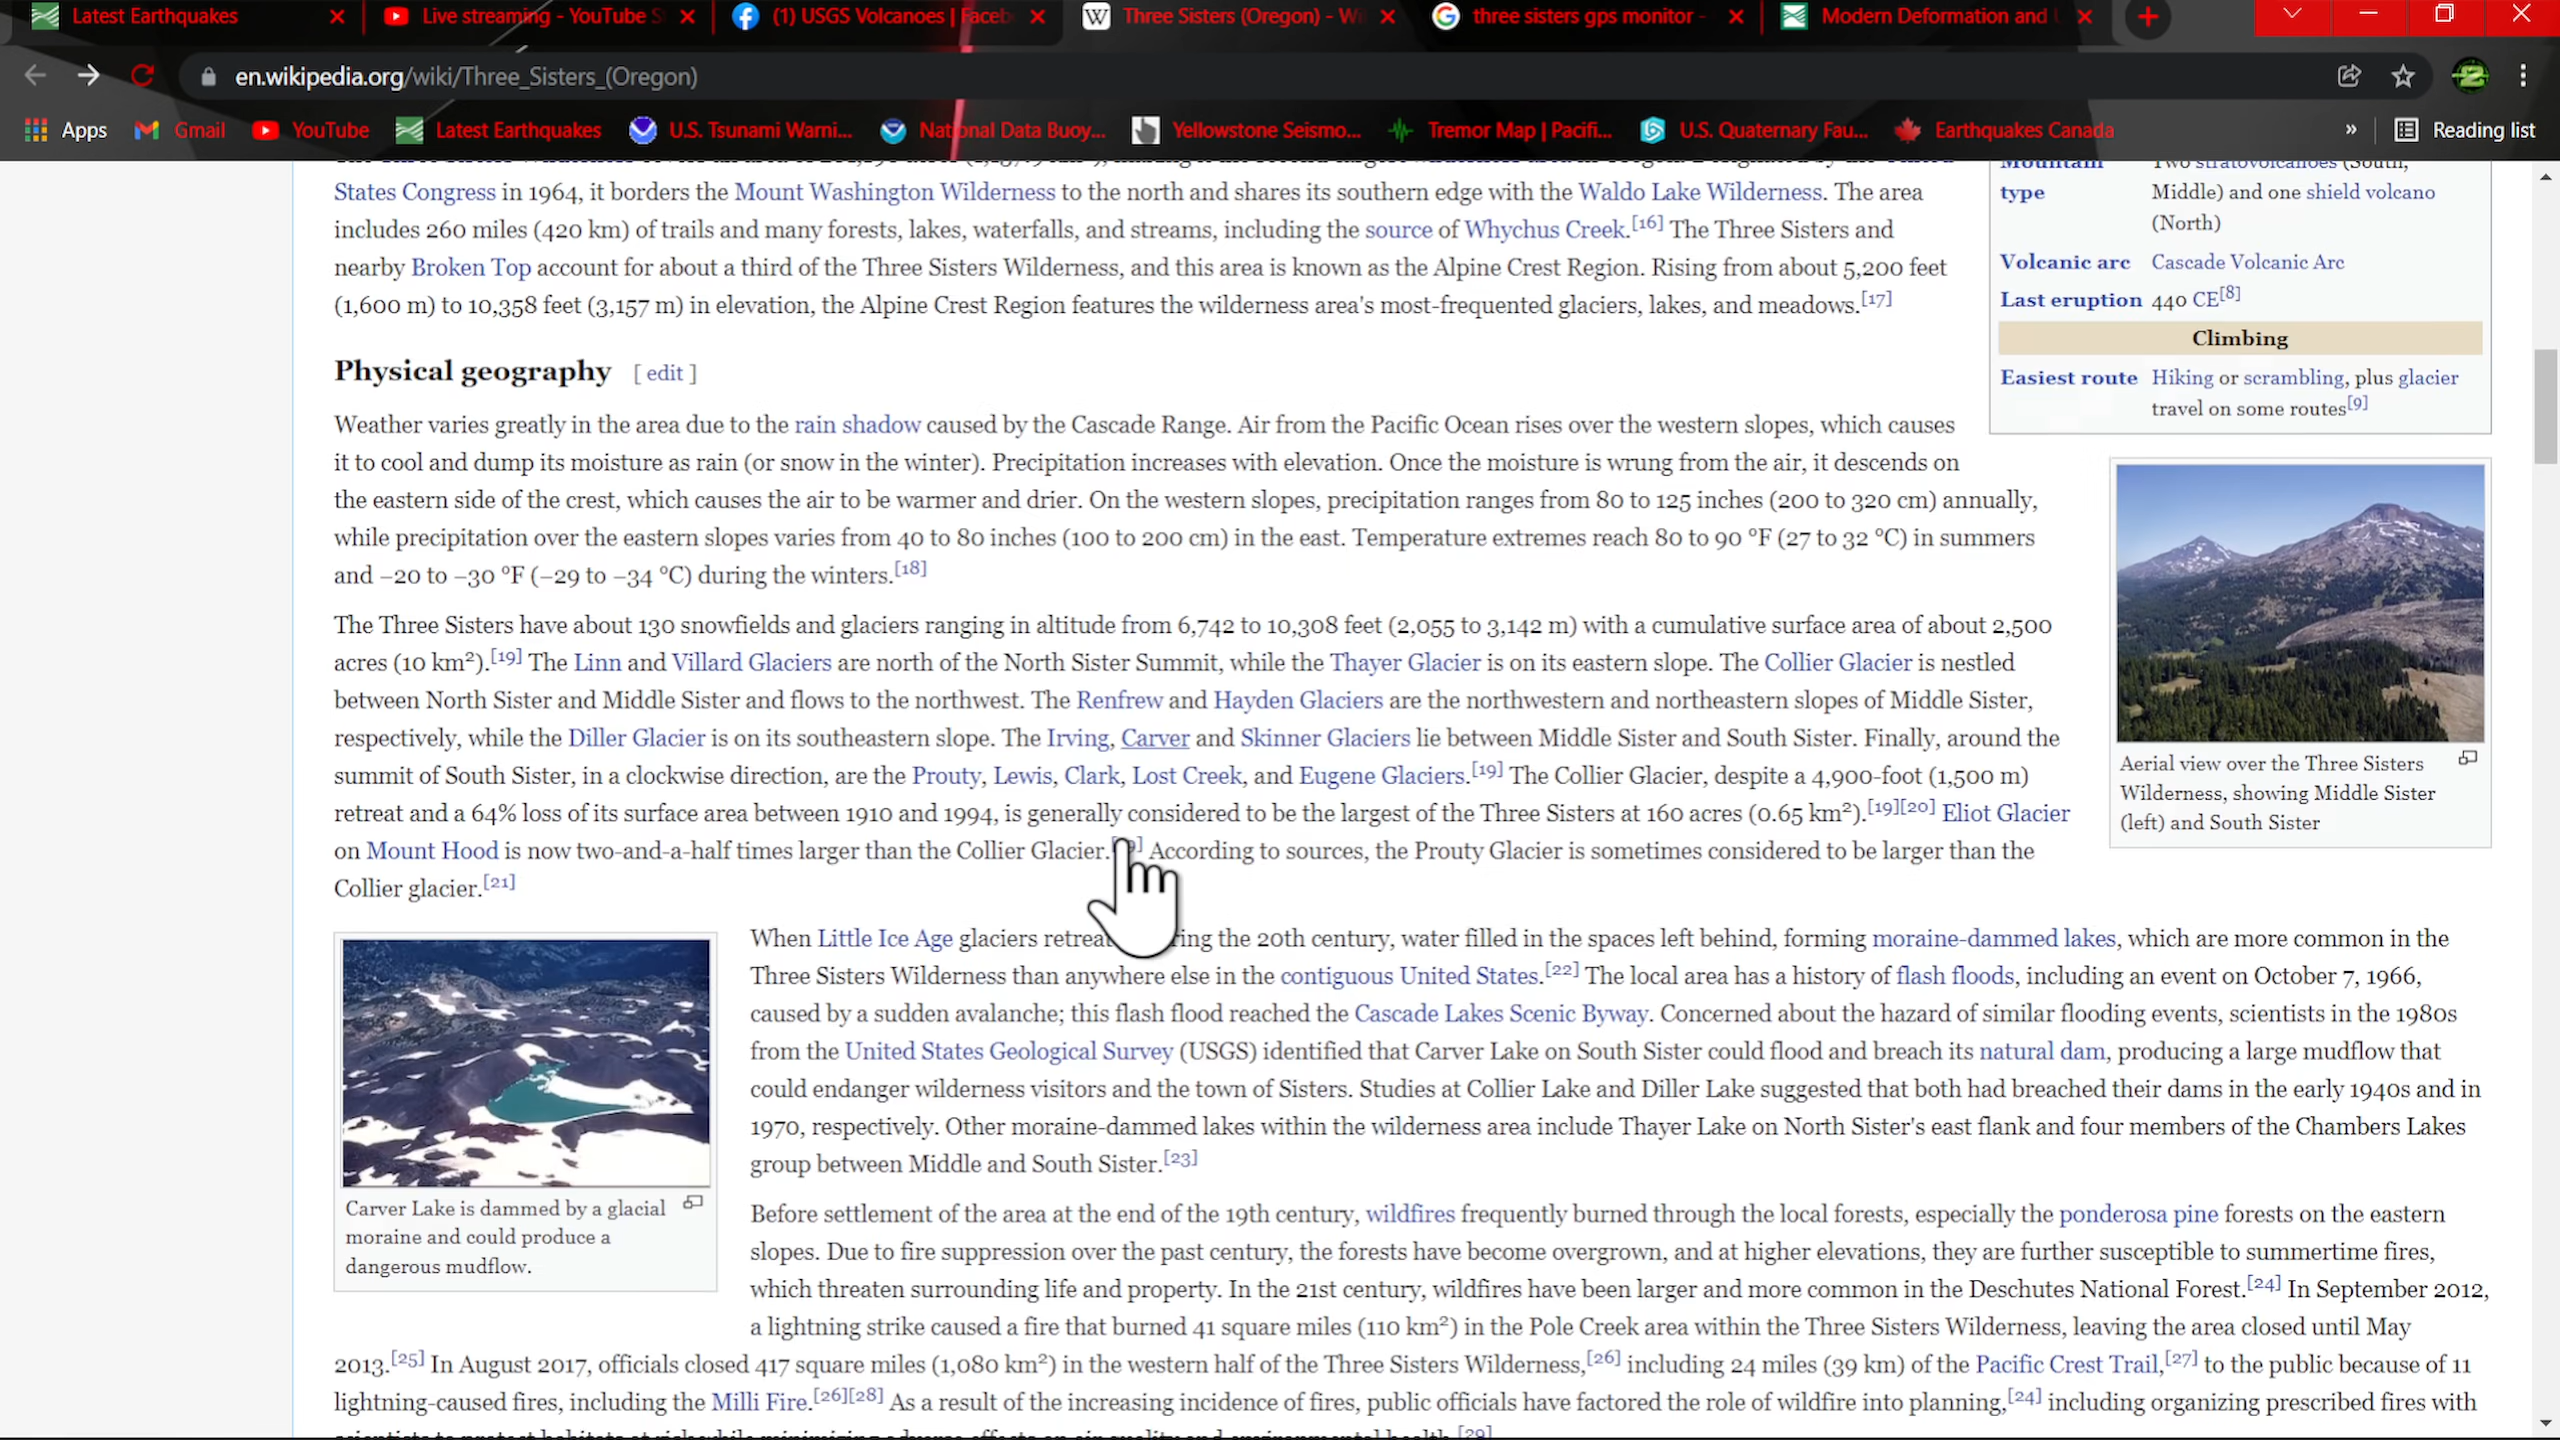 Latest Earthquakes
Live streaming - YouTube S
(1) USGS Volcanoes | Faceb
Three Sisters (Oregon) - Wi
three sisters gps monitor -
Modern Deformation and
en.wikipedia.org/wiki/Three_Sisters_(Oregon)
Apps
Gmail
YouTube
Latest Earthquakes
U.S. Tsunami Warni...
National Data Buoy...
Yellowstone Seismo...
Tremor Map | Pacifi...
U.S. Quaternary Fau...
Earthquakes Canada
»
Reading list
States Congress in 1964, it borders the Mount Washington Wilderness to the north and shares its southern edge with the Waldo Lake Wilderness. The area
includes 260 miles (420 km) of trails and many forests, lakes, waterfalls, and streams, including the source of Whychus Creek.[16] The Three Sisters and
nearby Broken Top account for about a third of the Three Sisters Wilderness, and this area is known as the Alpine Crest Region. Rising from about 5,200 feet
(1,600 m) to 10,358 feet (3,157 m) in elevation, the Alpine Crest Region features the wilderness area's most-frequented glaciers, lakes, and meadows.[17]
Mountain Two stratovolcanoes (South,
type Middle) and one shield volcano
(North)
Volcanic arc Cascade Volcanic Arc
Last eruption 440 CE[8]
Climbing
Easiest route Hiking or scrambling, plus glacier
travel on some routes[9]
Physical geography [ edit ]
Weather varies greatly in the area due to the rain shadow caused by the Cascade Range. Air from the Pacific Ocean rises over the western slopes, which causes
it to cool and dump its moisture as rain (or snow in the winter). Precipitation increases with elevation. Once the moisture is wrung from the air, it descends on
the eastern side of the crest, which causes the air to be warmer and drier. On the western slopes, precipitation ranges from 80 to 125 inches (200 to 320 cm) annually,
while precipitation over the eastern slopes varies from 40 to 80 inches (100 to 200 cm) in the east. Temperature extremes reach 80 to 90 °F (27 to 32 °C) in summers
and −20 to −30 °F (−29 to −34 °C) during the winters.[18]
The Three Sisters have about 130 snowfields and glaciers ranging in altitude from 6,742 to 10,308 feet (2,055 to 3,142 m) with a cumulative surface area of about 2,500
acres (10 km²).[19] The Linn and Villard Glaciers are north of the North Sister Summit, while the Thayer Glacier is on its eastern slope. The Collier Glacier is nestled
between North Sister and Middle Sister and flows to the northwest. The Renfrew and Hayden Glaciers are the northwestern and northeastern slopes of Middle Sister,
respectively, while the Diller Glacier is on its southeastern slope. The Irving, Carver and Skinner Glaciers lie between Middle Sister and South Sister. Finally, around the
summit of South Sister, in a clockwise direction, are the Prouty, Lewis, Clark, Lost Creek, and Eugene Glaciers.[19] The Collier Glacier, despite a 4,900-foot (1,500 m)
retreat and a 64% loss of its surface area between 1910 and 1994, is generally considered to be the largest of the Three Sisters at 160 acres (0.65 km²).[19][20] Eliot Glacier
on Mount Hood is now two-and-a-half times larger than the Collier Glacier. According to sources, the Prouty Glacier is sometimes considered to be larger than the
Collier glacier.[21]
Aerial view over the Three Sisters
Wilderness, showing Middle Sister
(left) and South Sister
When Little Ice Age glaciers the 20th century, water filled in the spaces left behind, forming moraine-dammed lakes, which are more common in the
Three Sisters Wilderness than anywhere else in the contiguous United States.[22] The local area has a history of flash floods, including an event on October 7, 1966,
caused by a sudden avalanche; this flash flood reached the Cascade Lakes Scenic Byway. Concerned about the hazard of similar flooding events, scientists in the 1980s
from the United States Geological Survey (USGS) identified that Carver Lake on South Sister could flood and breach its natural dam, producing a large mudflow that
could endanger wilderness visitors and the town of Sisters. Studies at Collier Lake and Diller Lake suggested that both had breached their dams in the early 1940s and in
1970, respectively. Other moraine-dammed lakes within the wilderness area include Thayer Lake on North Sister's east flank and four members of the Chambers Lakes
group between Middle and South Sister.[23]
Carver Lake is dammed by a glacial
moraine and could produce a
dangerous mudflow.
Before settlement of the area at the end of the 19th century, wildfires frequently burned through the local forests, especially the ponderosa pine forests on the eastern
slopes. Due to fire suppression over the past century, the forests have become overgrown, and at higher elevations, they are further susceptible to summertime fires,
which threaten surrounding life and property. In the 21st century, wildfires have been larger and more common in the Deschutes National Forest.[24] In September 2012,
a lightning strike caused a fire that burned 41 square miles (110 km²) in the Pole Creek area within the Three Sisters Wilderness, leaving the area closed until May
2013.[25] In August 2017, officials closed 417 square miles (1,080 km²) in the western half of the Three Sisters Wilderness,[26] including 24 miles (39 km) of the Pacific Crest Trail,[27] to the public because of 11
lightning-caused fires, including the Milli Fire.[26][28] As a result of the increasing incidence of fires, public officials have factored the role of wildfire into planning,[24] including organizing prescribed fires with